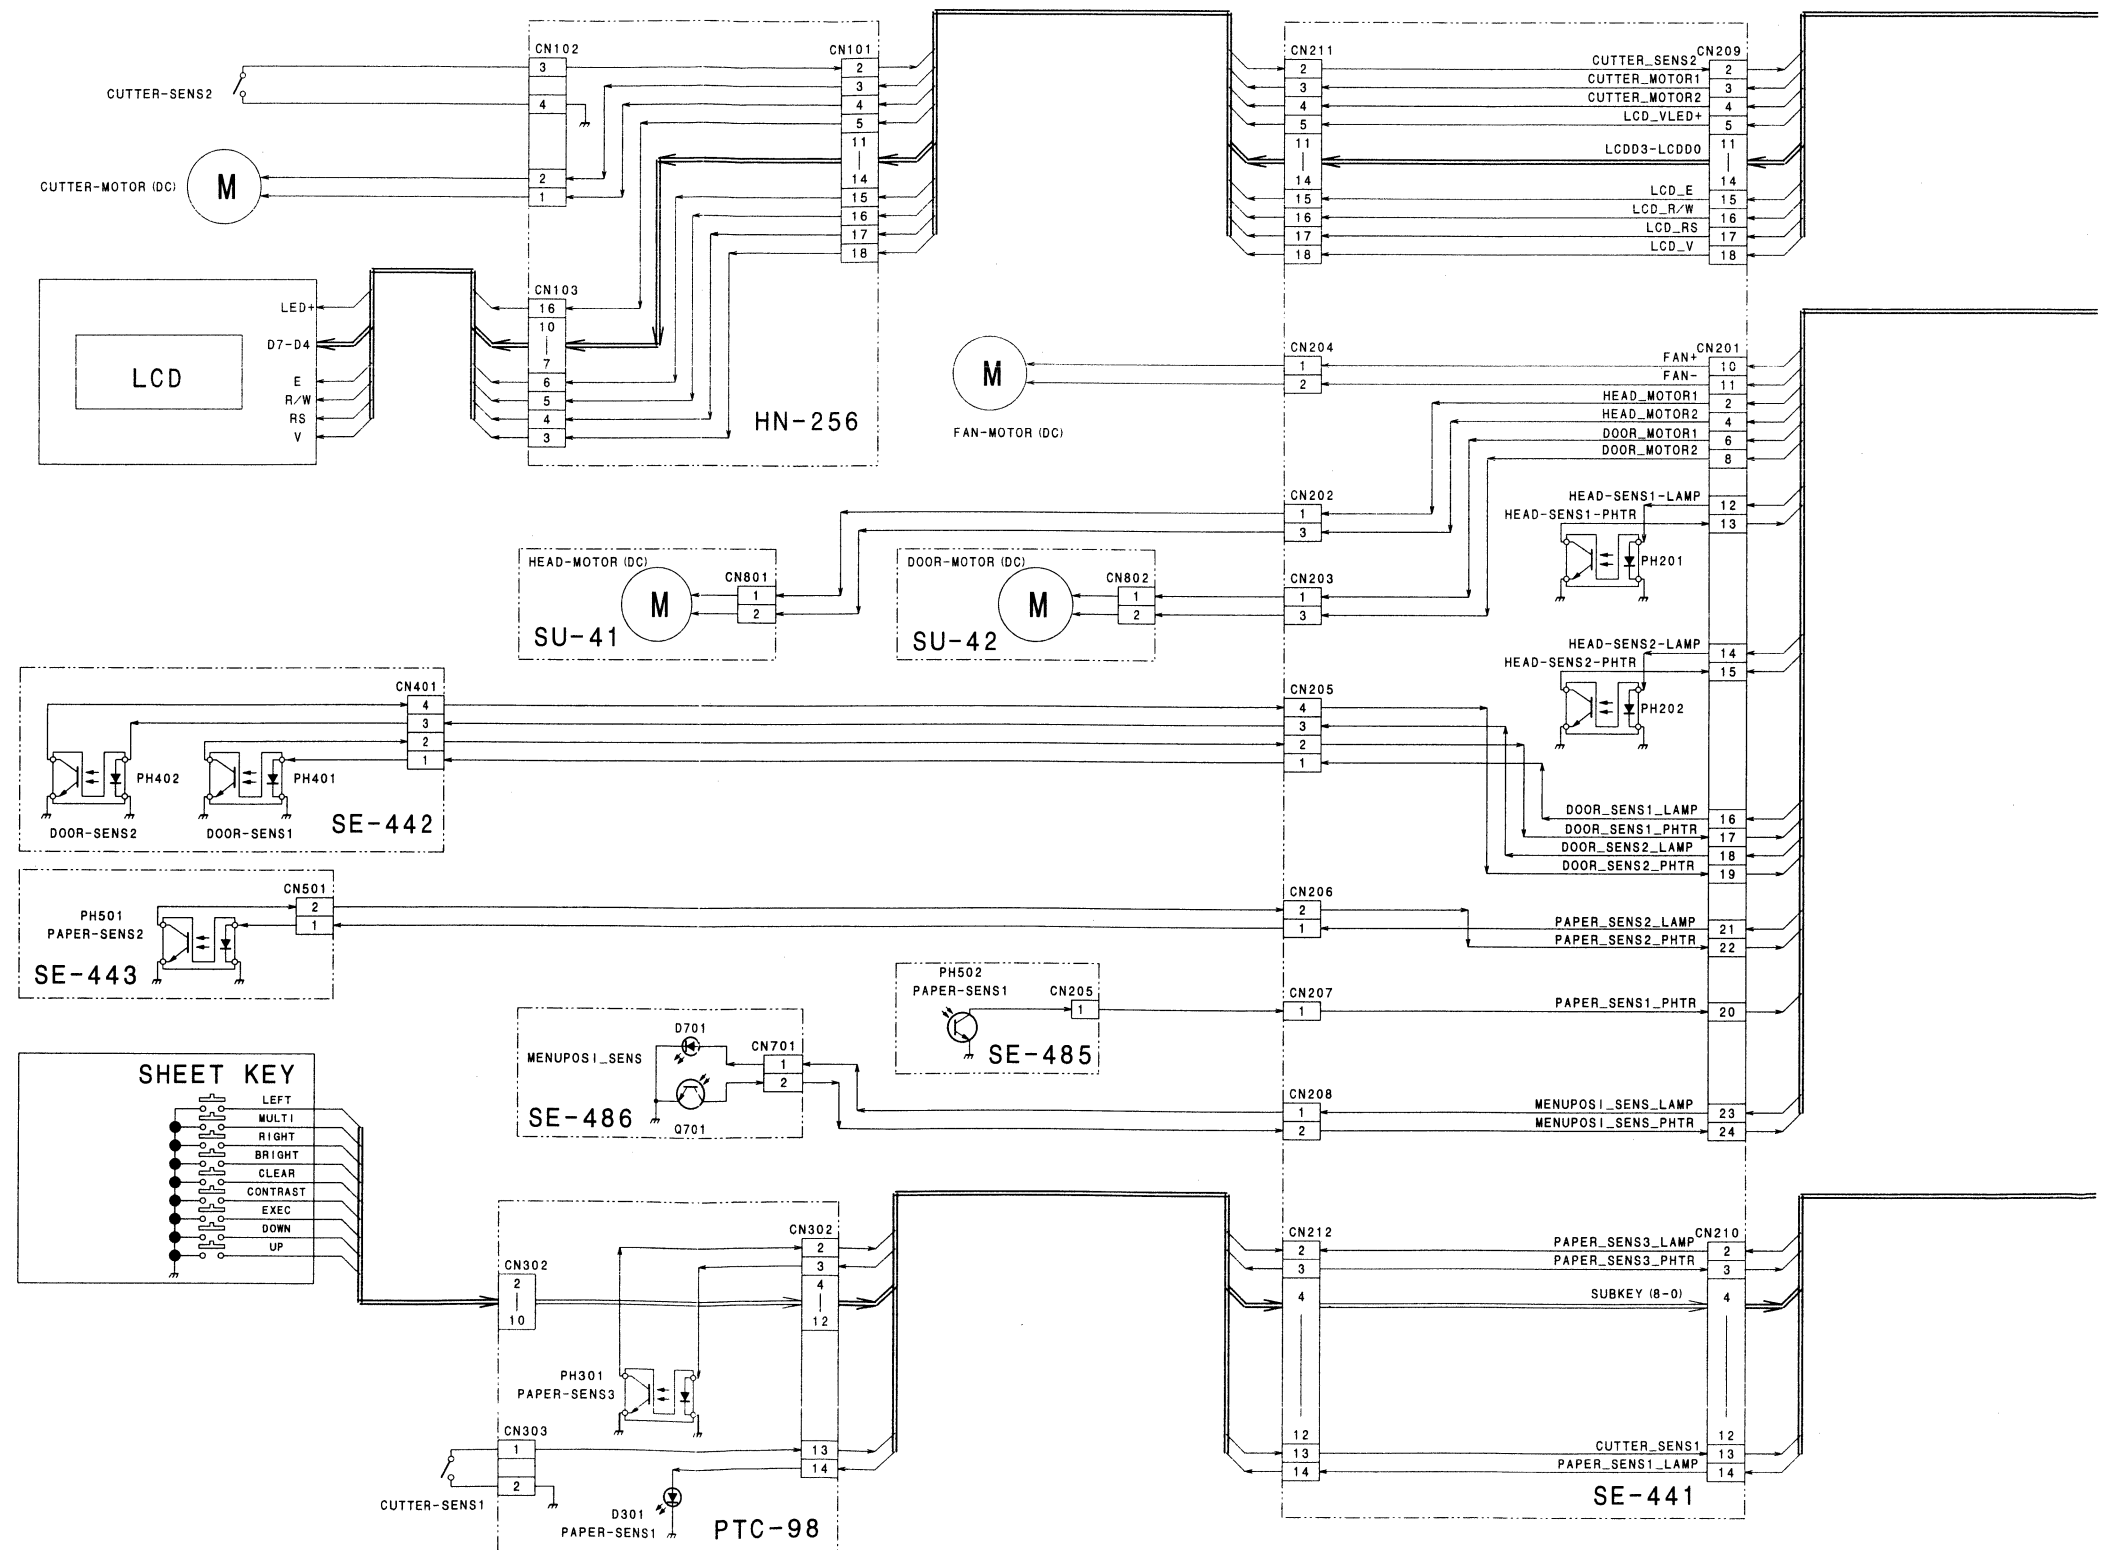 CN102
CN101
3
4
2
1
2
3
4
5
11
14
15
16
17
18
CUTTER-SENS2
CUTTER-MOTOR (DC)
M
LCD
LED+
D7-D4
E
R/W
RS
V
CN103
16
10
7
6
5
4
3
HN-256
CN211
CN209
2
3
4
5
11
14
15
16
17
18
CUTTER_SENS2
CUTTER_MOTOR1
CUTTER_MOTOR2
LCD_VLED+
LCDD3-LCDD0
LCD_E
LCD_R/W
LCD_RS
LCD_V
2
3
4
5
11
14
15
16
17
18
M
FAN-MOTOR (DC)
CN204
1
2
CN201
FAN+
10
FAN-
11
HEAD_MOTOR1
2
HEAD_MOTOR2
4
DOOR_MOTOR1
6
DOOR_MOTOR2
8
HEAD-SENS1-LAMP
12
HEAD-SENS1-PHTR
13
PH201
HEAD-SENS2-LAMP
14
HEAD-SENS2-PHTR
15
PH202
CN202
1
3
CN203
1
3
HEAD-MOTOR (DC)
M
CN801
1
2
SU-41
DOOR-MOTOR (DC)
M
CN802
1
2
SU-42
CN401
4
3
2
1
PH402
DOOR-SENS2
PH401
DOOR-SENS1
SE-442
CN205
4
3
2
1
DOOR_SENS1_LAMP
16
DOOR_SENS1_PHTR
17
DOOR_SENS2_LAMP
18
DOOR_SENS2_PHTR
19
CN501
2
1
PH501
PAPER-SENS2
SE-443
CN206
2
1
PAPER_SENS2_LAMP
21
PAPER_SENS2_PHTR
22
PH502
PAPER-SENS1
CN205
1
SE-485
CN207
1
PAPER_SENS1_PHTR
20
D701
MENUPOSI_SENS
CN701
1
2
Q701
SE-486
CN208
1
2
MENUPOSI_SENS_LAMP
23
MENUPOSI_SENS_PHTR
24
SHEET KEY
LEFT
MULTI
RIGHT
BRIGHT
CLEAR
CONTRAST
EXEC
DOWN
UP
CN302
2
10
CN302
2
3
4
12
13
14
PH301
PAPER-SENS3
CN303
1
2
CUTTER-SENS1
D301
PAPER-SENS1
PTC-98
CN212
2
3
4
12
13
14
CN210
PAPER_SENS3_LAMP
2
PAPER_SENS3_PHTR
3
SUBKEY (8-0)
4
12
CUTTER_SENS1
13
PAPER_SENS1_LAMP
14
SE-441